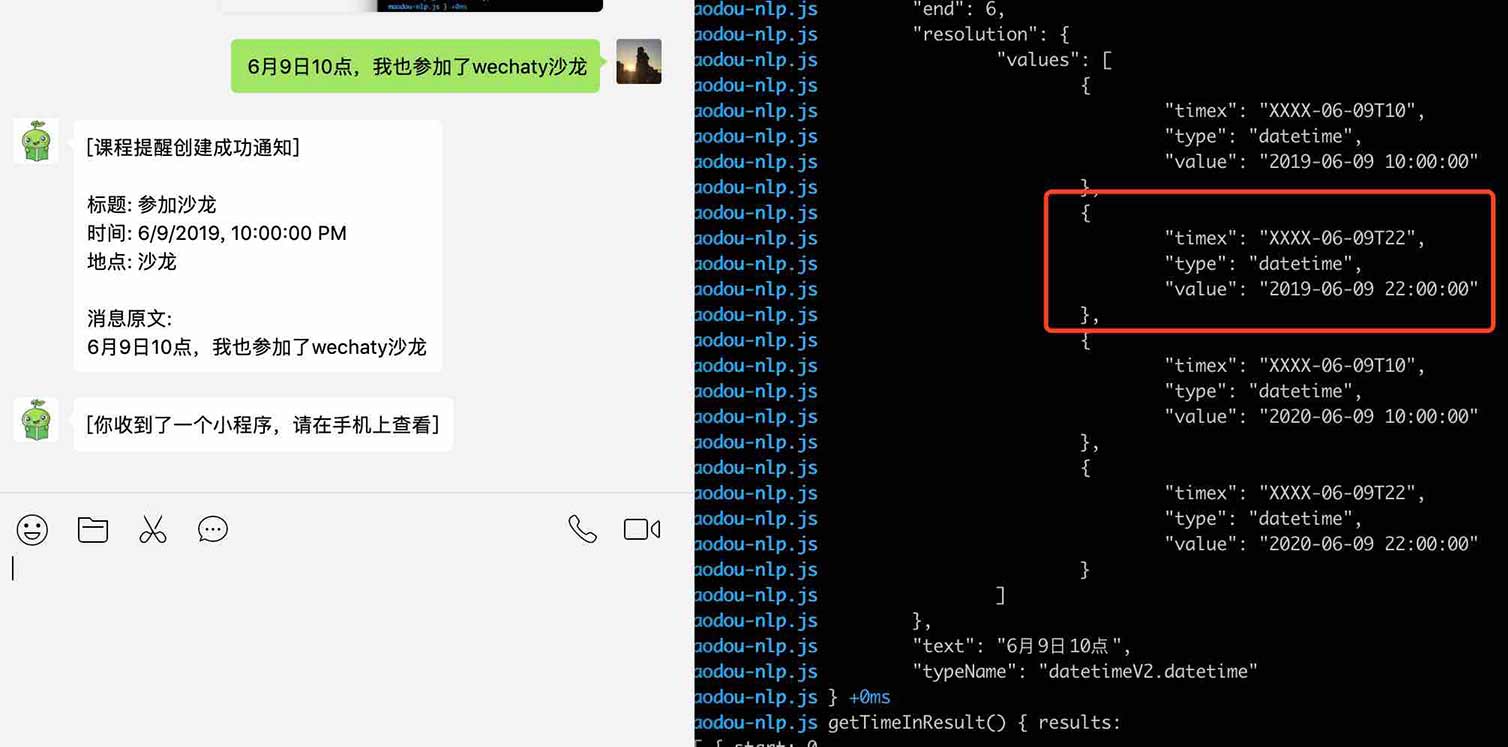 maodou-nlp.js } +0ms
6月9日10点，我也参加了wechaty沙龙
[课程提醒创建成功通知]
标题: 参加沙龙
时间: 6/9/2019, 10:00:00 PM
地点: 沙龙
消息原文:
6月9日10点，我也参加了wechaty沙龙
[你收到了一个小程序，请在手机上查看]
aodou-nlp.js "end": 6,
aodou-nlp.js "resolution": {
aodou-nlp.js "values": [
aodou-nlp.js {
aodou-nlp.js "timex": "XXXX-06-09T10",
aodou-nlp.js "type": "datetime",
aodou-nlp.js "value": "2019-06-09 10:00:00"
aodou-nlp.js },
aodou-nlp.js {
aodou-nlp.js "timex": "XXXX-06-09T22",
aodou-nlp.js "type": "datetime",
aodou-nlp.js "value": "2019-06-09 22:00:00"
aodou-nlp.js },
aodou-nlp.js {
aodou-nlp.js "timex": "XXXX-06-09T10",
aodou-nlp.js "type": "datetime",
aodou-nlp.js "value": "2020-06-09 10:00:00"
aodou-nlp.js },
aodou-nlp.js {
aodou-nlp.js "timex": "XXXX-06-09T22",
aodou-nlp.js "type": "datetime",
aodou-nlp.js "value": "2020-06-09 22:00:00"
aodou-nlp.js }
aodou-nlp.js ]
aodou-nlp.js },
aodou-nlp.js "text": "6月9日10点",
aodou-nlp.js "typeName": "datetimeV2.datetime"
aodou-nlp.js } +0ms
aodou-nlp.js getTimeInResult() { results:
[ { start: 0